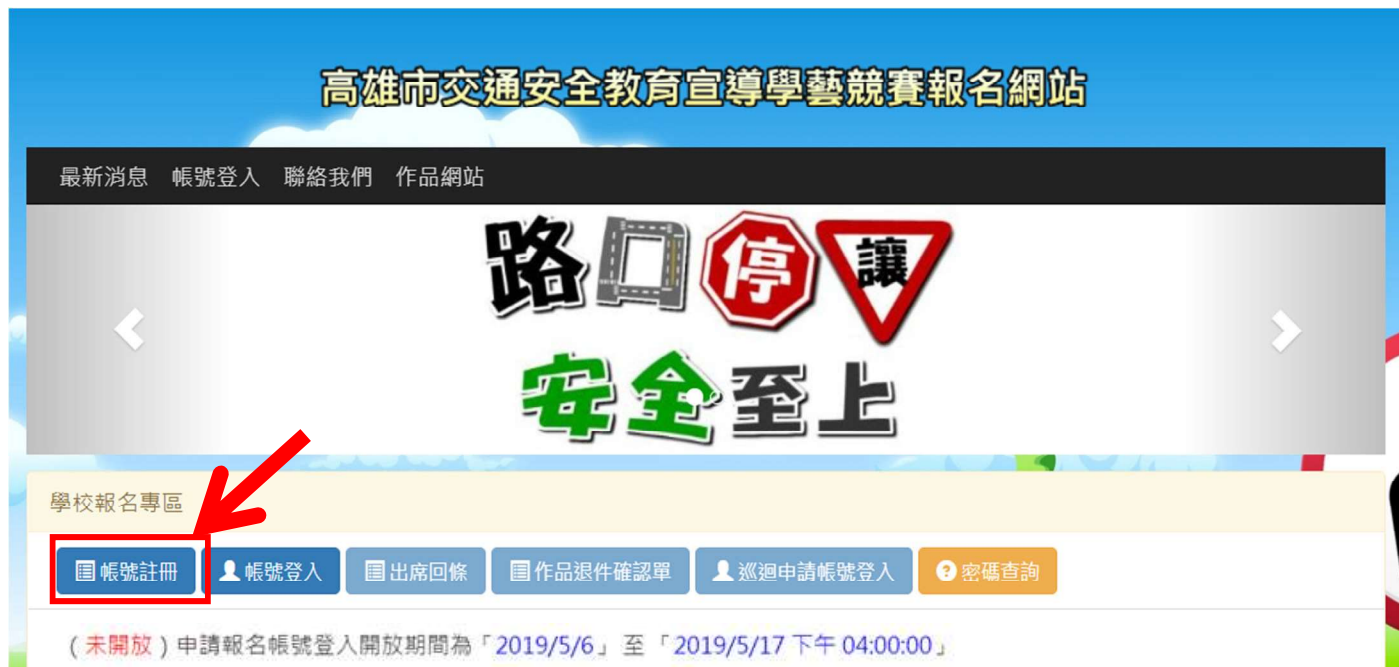 高雄市交通安全教育宣導學藝競賽報名網站
最新消息 帳號登入 聯絡我們 作品網站
路口停讓
安全至上
學校報名專區
帳號註冊 帳號登入 出席回條 作品退件確認單 巡迴申請帳號登入 ? 密碼查詢
(未開放)申請報名帳號登入開放期間為「2019/5/6」至「2019/5/17 下午 04:00:00」